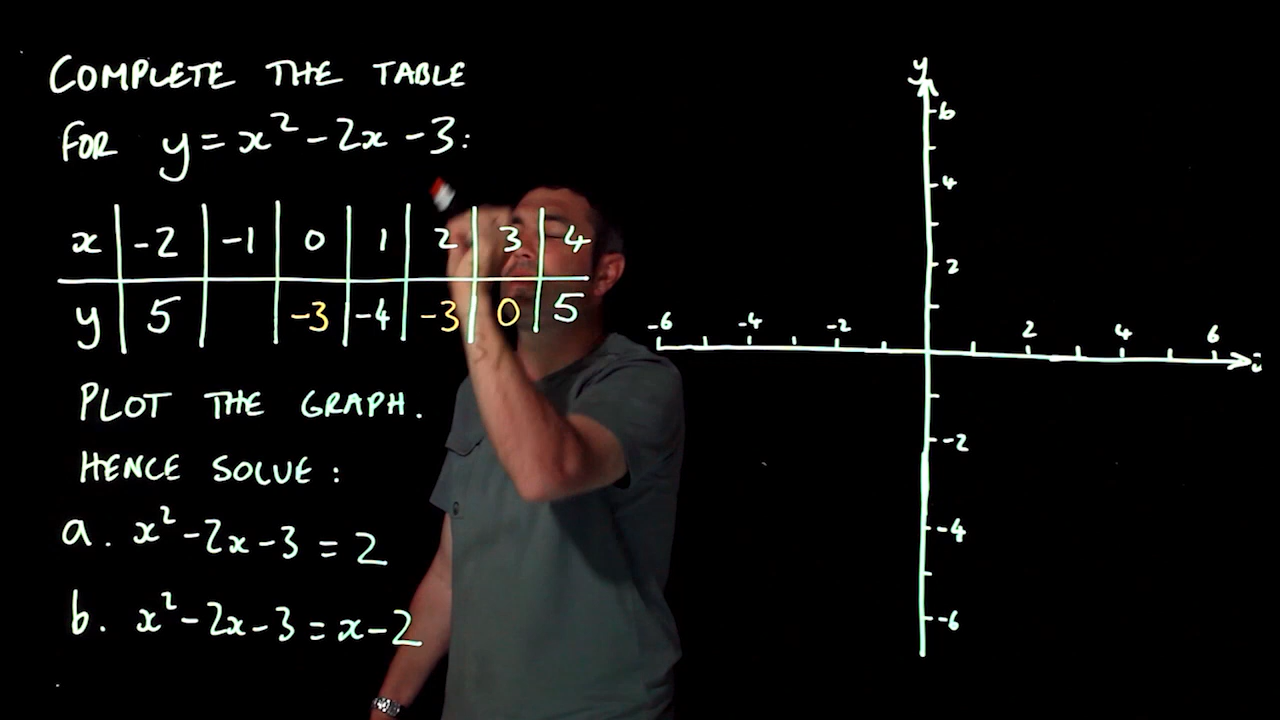 COMPLETE THE TABLE
FOR y = x² - 2x - 3:
x -2 -1 0 1 2 3 4
y 5 -3 -4 -3 0 5
PLOT THE GRAPH.
HENCE SOLVE:
a. x² - 2x - 3 = 2
b. x² - 2x - 3 = x - 2
y
6
4
2
-6 -4 -2 2 4 6
-2
-4
-6